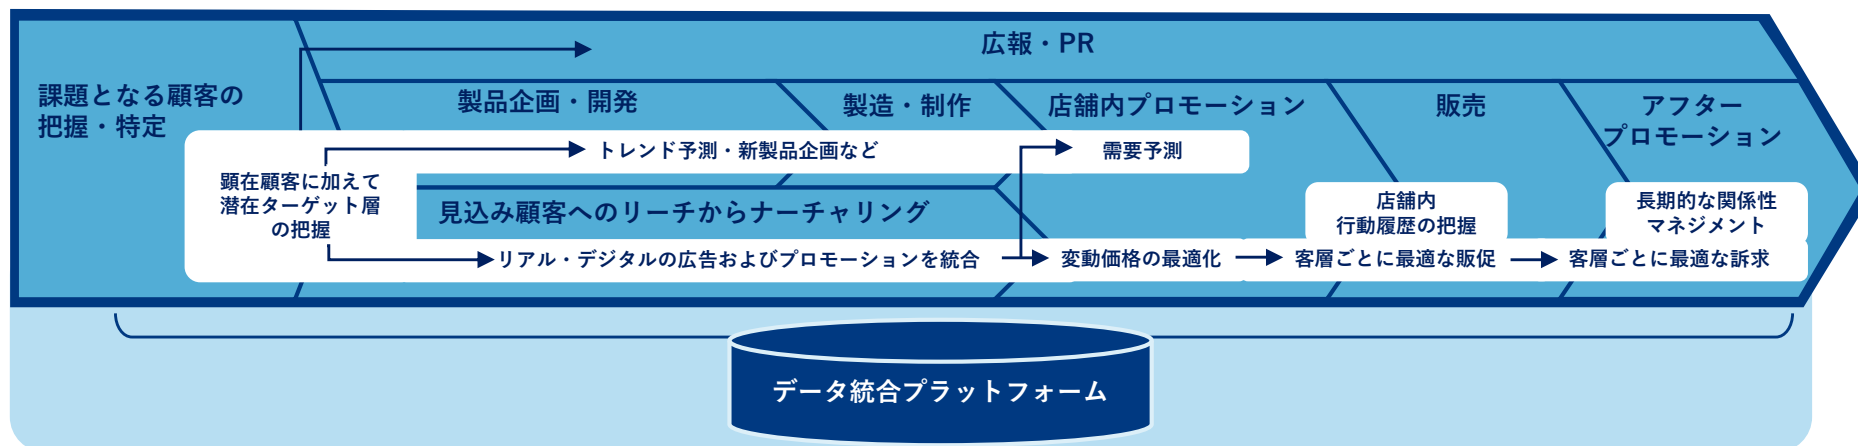 広報・PR
課題となる顧客の
把握・特定
製品企画・開発
製造・制作
店舗内プロモーション
販売
アフター
プロモーション
トレンド予測・新製品企画など
需要予測
顕在顧客に加えて
潜在ターゲット層
の把握
見込み顧客へのリーチからナーチャリング
店舗内
行動履歴の把握
長期的な関係性
マネジメント
リアル・デジタルの広告およびプロモーションを統合
変動価格の最適化
客層ごとに最適な販促
客層ごとに最適な訴求
データ統合プラットフォーム